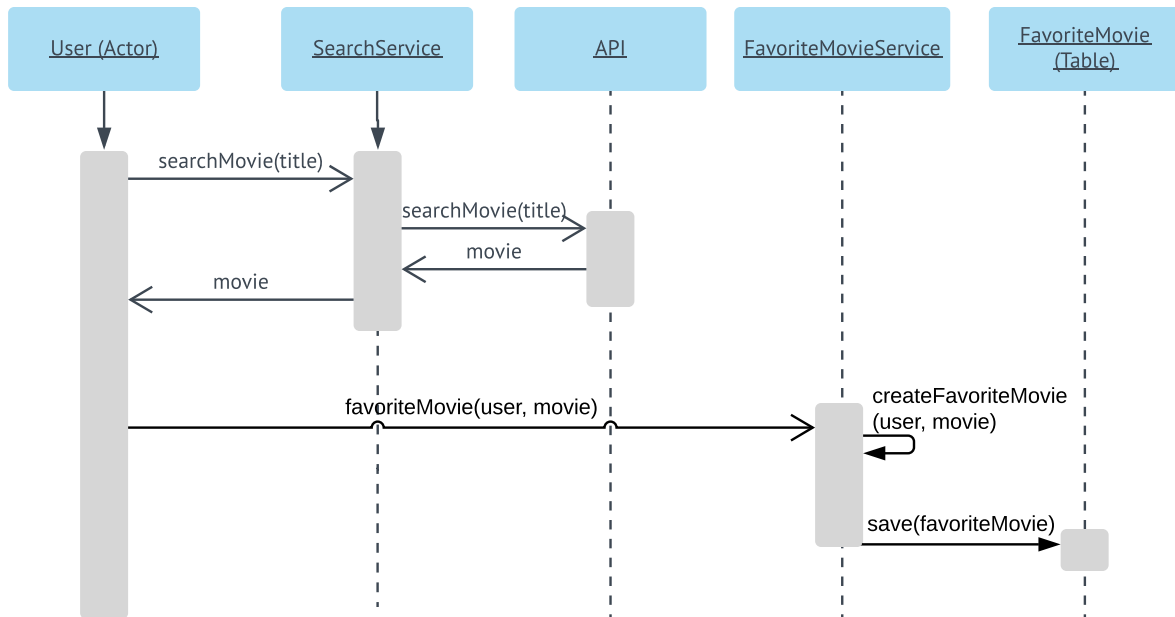 User (Actor)
SearchService
API
FavoriteMovieService
FavoriteMovie
(Table)
searchMovie(title)
searchMovie(title)
movie
movie
createFavoriteMovie
(user, movie)
favoriteMovie(user, movie)
save(favoriteMovie)